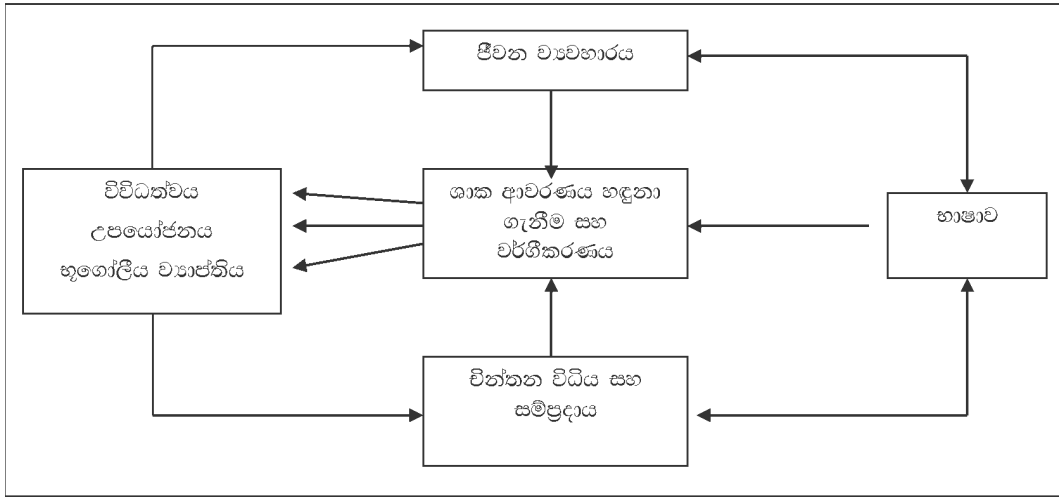 ජීවන ව්‍යවහාරය
විවිධත්වය
උපයෝජනය
භූගෝලීය ව්‍යාප්තිය
ශාක ආවරණය හඳුනා
ගැනීම සහ
වර්ගීකරණය
භාෂාව
චින්තන විධිය සහ
සම්ප්‍රදාය